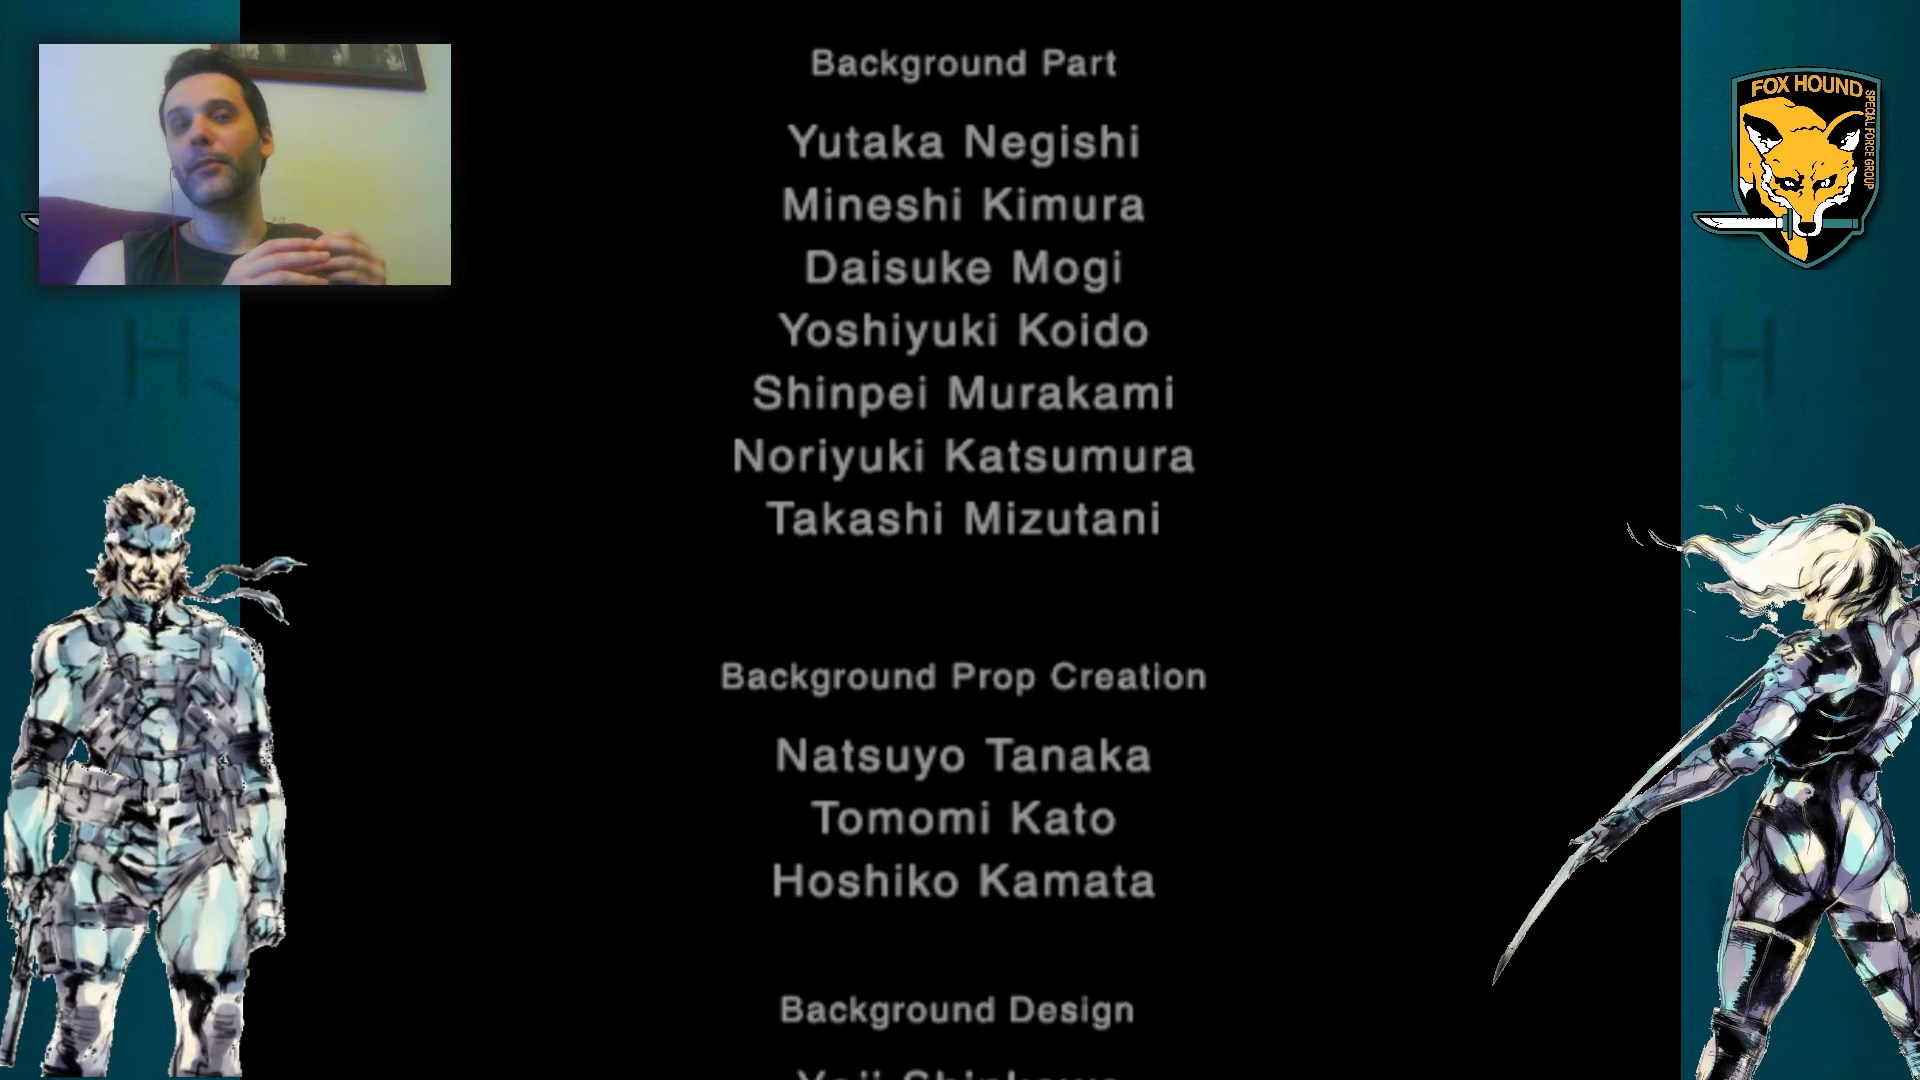 FOX HOUND
SPECIAL FORCE GROUP
Background Part
Yutaka Negishi
Mineshi Kimura
Daisuke Mogi
Yoshiyuki Koido
Shinpei Murakami
Noriyuki Katsumura
Takashi Mizutani
Background Prop Creation
Natsuyo Tanaka
Tomomi Kato
Hoshiko Kamata
Background Design